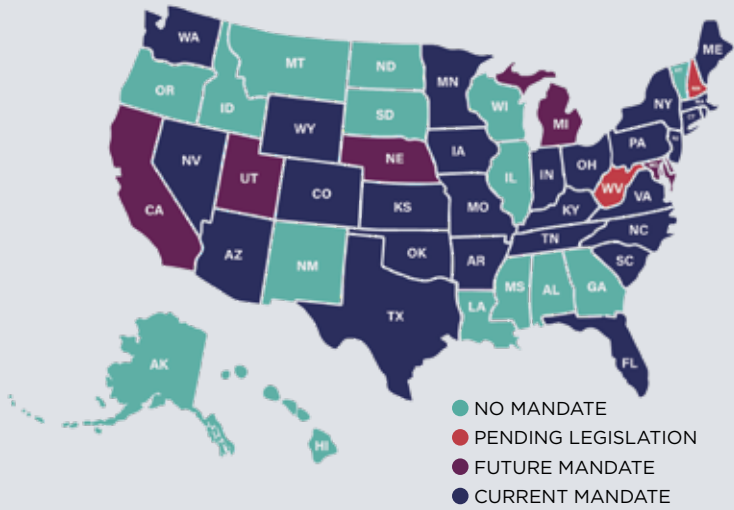 WA
ME
MT
ND
MN
OR
ID
WI
NY
SD
MI
WY
IA
PA
NE
NV
OH
IN
IL
UT
WV
CO
VA
MO
KS
KY
CA
NC
TN
OK
AZ
AR
SC
NM
MS
AL
GA
LA
TX
AK
FL
HI
NO MANDATE
PENDING LEGISLATION
FUTURE MANDATE
CURRENT MANDATE